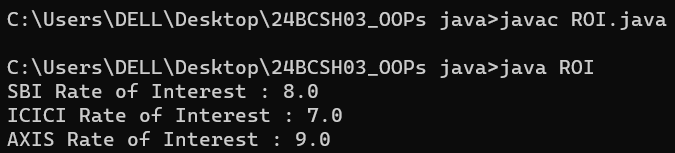 C:\Users\DELL\Desktop\24BCSH03_OOPs java>javac ROI.java
C:\Users\DELL\Desktop\24BCSH03_OOPs java>java ROI
SBI Rate of Interest : 8.0
ICICI Rate of Interest : 7.0
AXIS Rate of Interest : 9.0